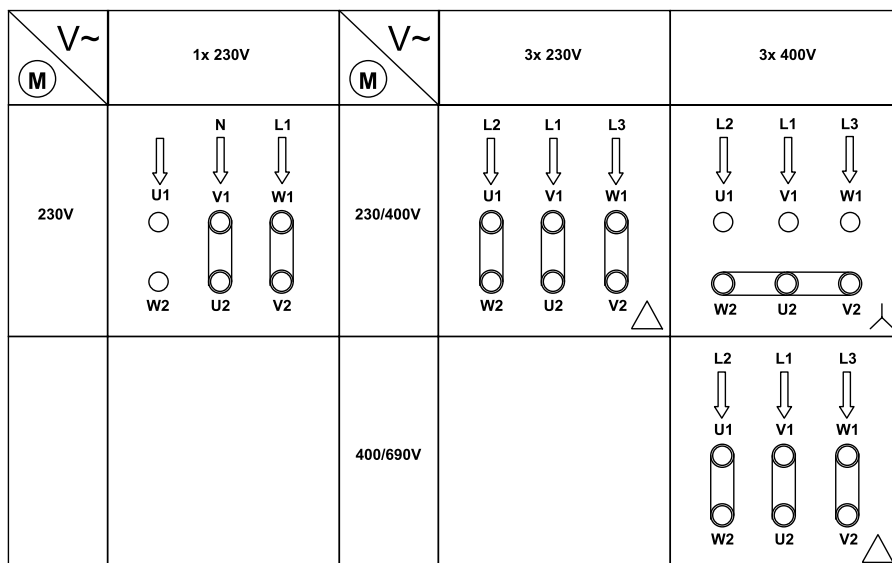 V~ 1x 230V V~ 3x 230V 3x 400V
M M
N L1 L2 L1 L3 L2 L1 L3
U1 V1 W1 U1 V1 W1 U1 V1 W1
230V 230/400V
W2 U2 V2 W2 U2 V2 W2 U2 V2
L2 L1 L3
U1 V1 W1
400/690V
W2 U2 V2